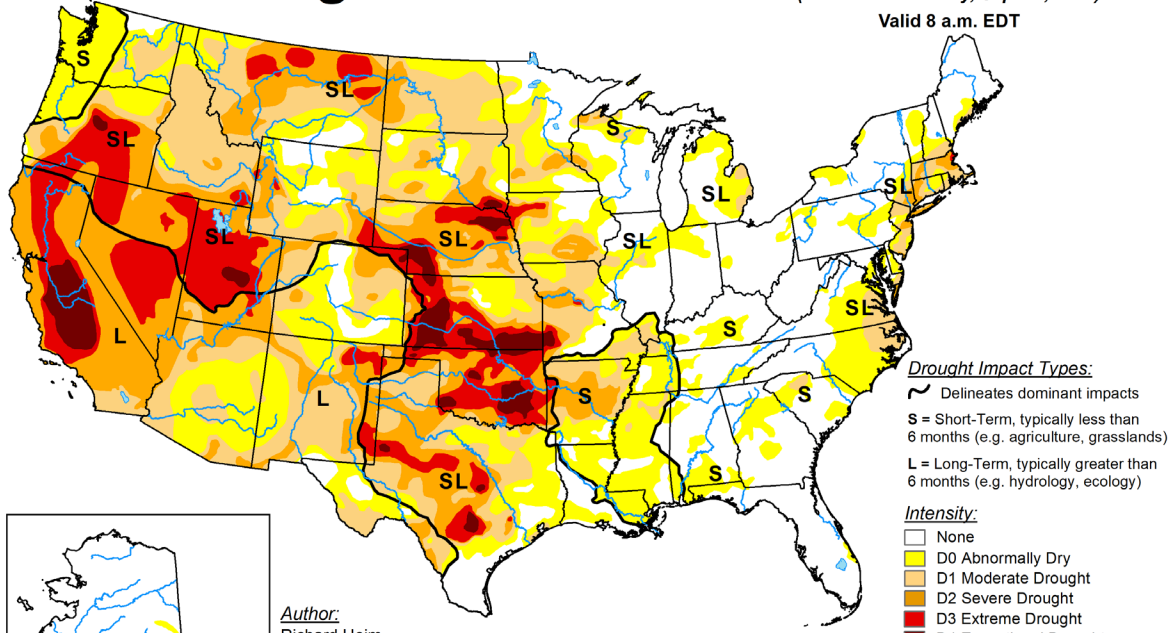 Valid 8 a.m. EDT
S
SL
SL
S
SL
SL
SL
SL
SL
SL
L
S
S
L
S
SL
S
Drought Impact Types:
Delineates dominant impacts
S = Short-Term, typically less than
6 months (e.g. agriculture, grasslands)
L = Long-Term, typically greater than
6 months (e.g. hydrology, ecology)
Intensity:
None
D0 Abnormally Dry
D1 Moderate Drought
D2 Severe Drought
D3 Extreme Drought
Author: